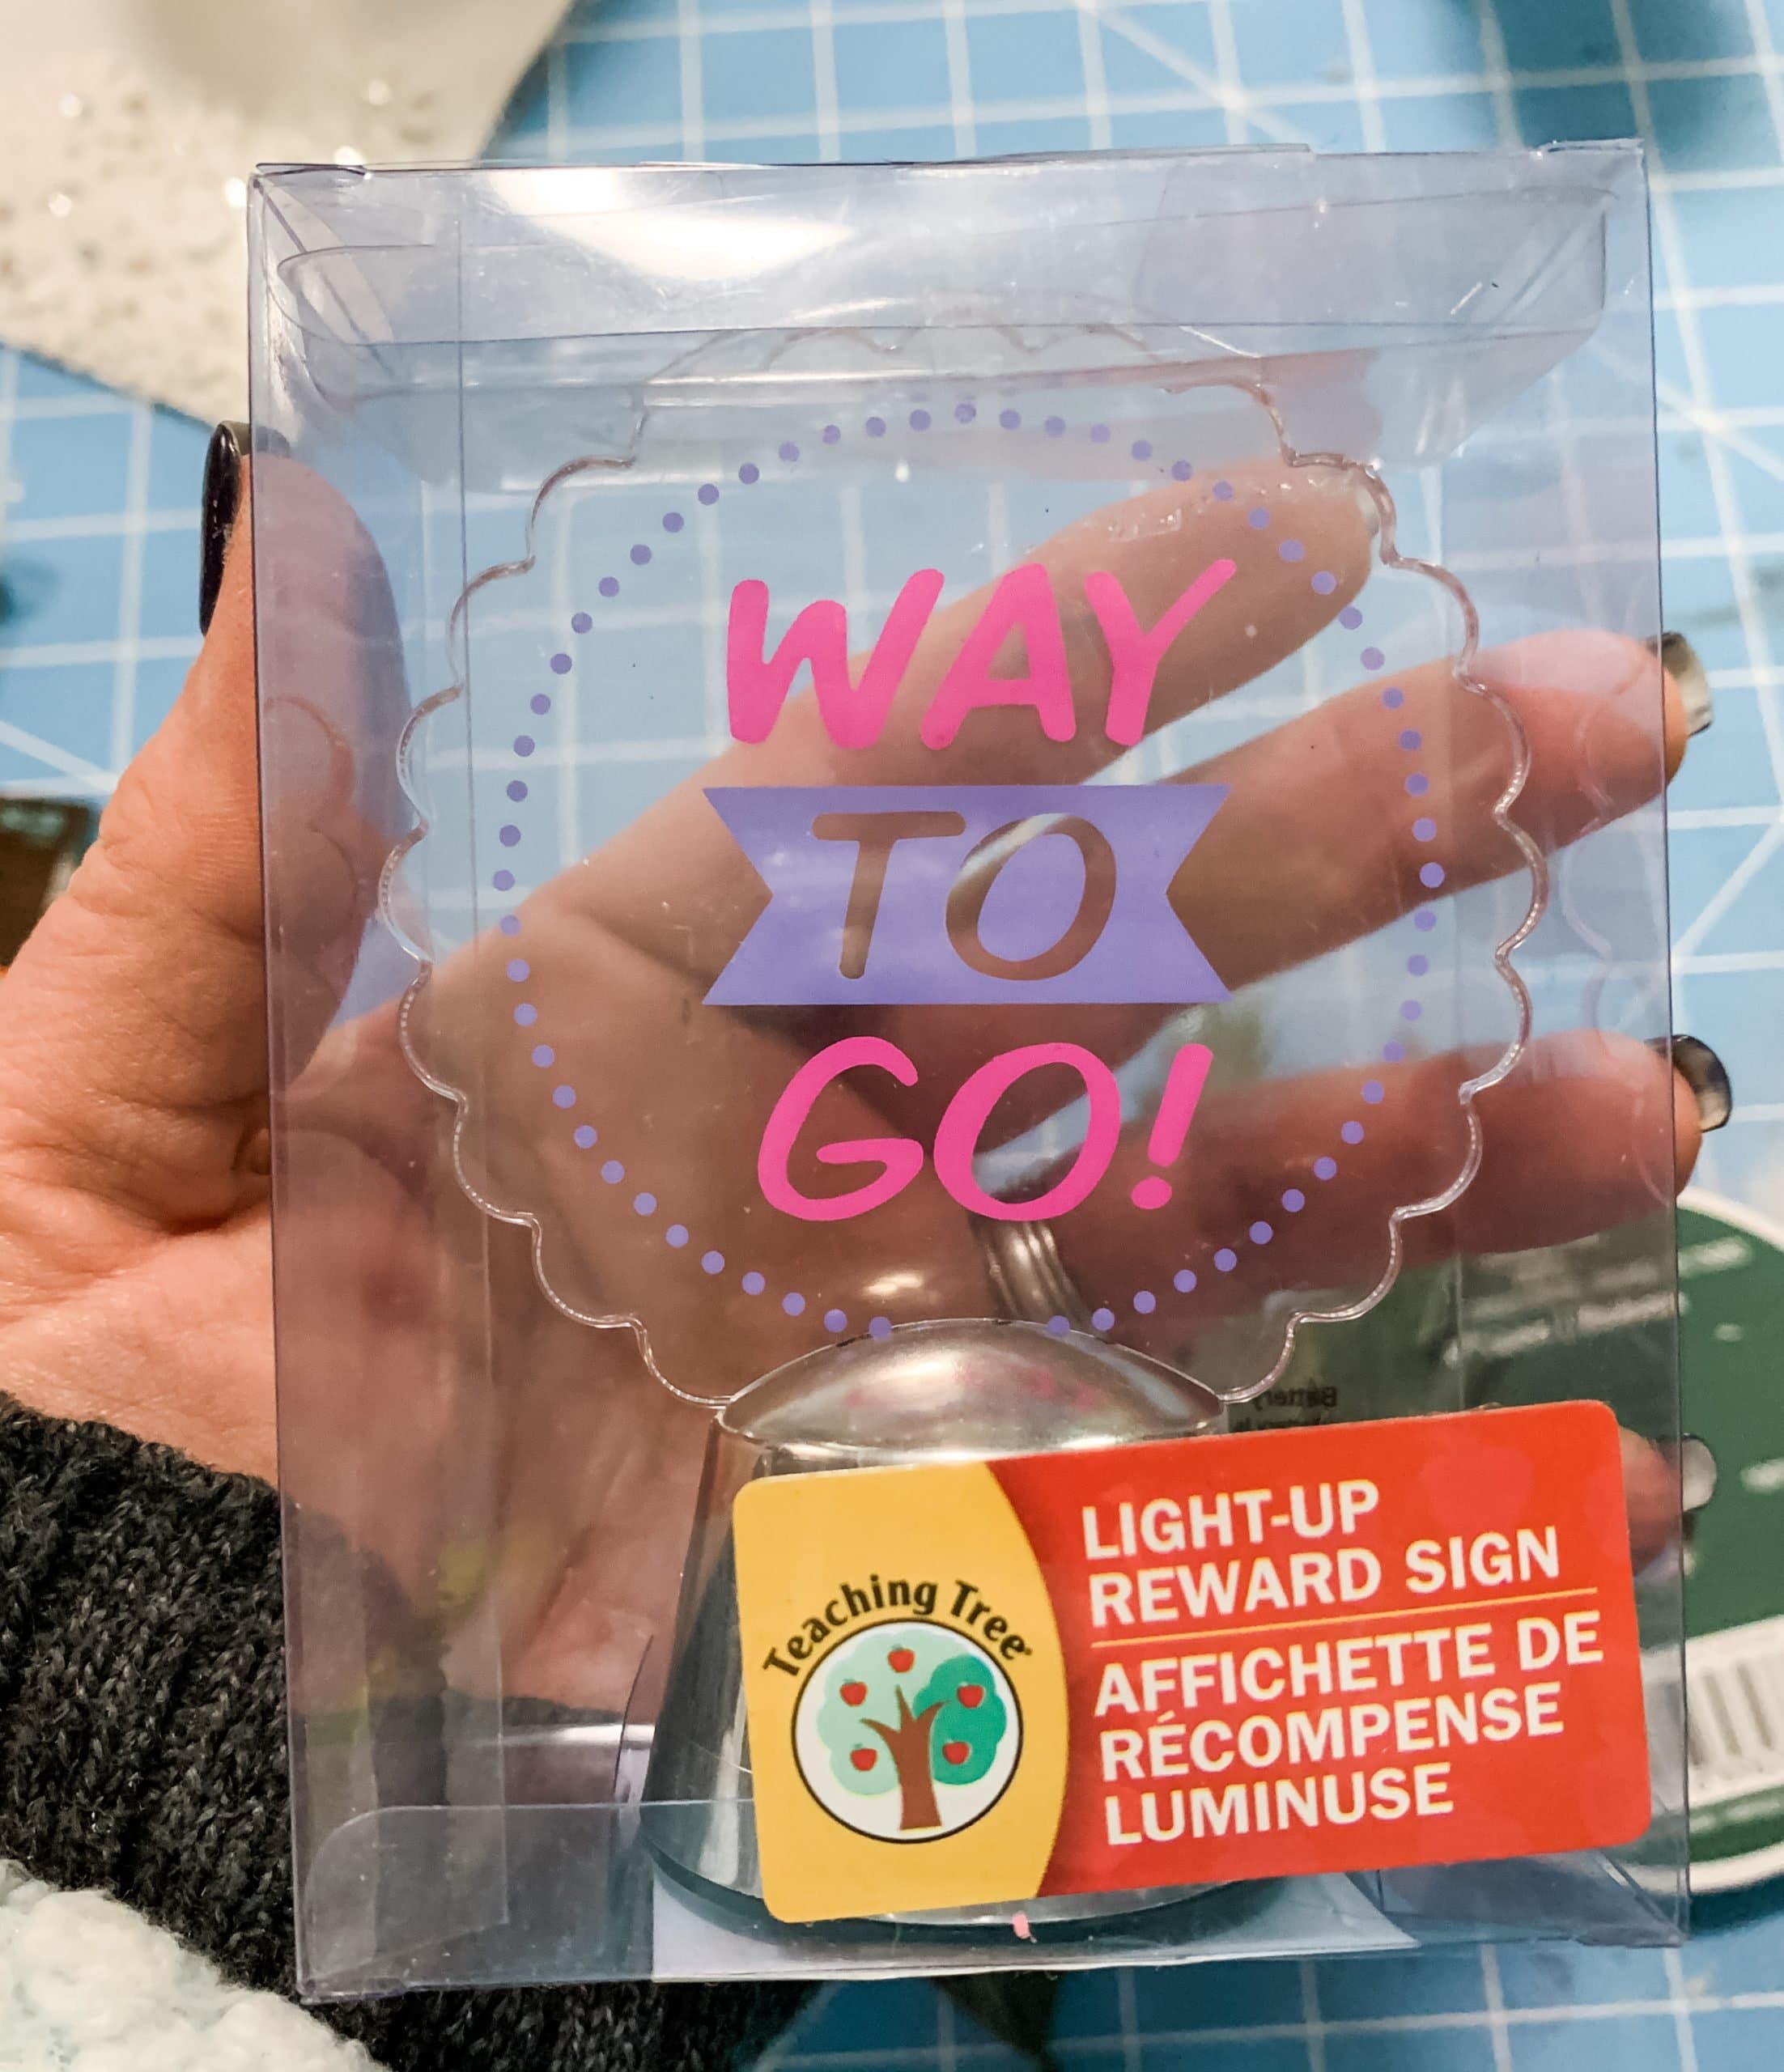 WAY
TO
GO!
Teaching Tree®
LIGHT-UP
REWARD SIGN
AFFICHETTE DE
RÉCOMPENSE
LUMINUSE